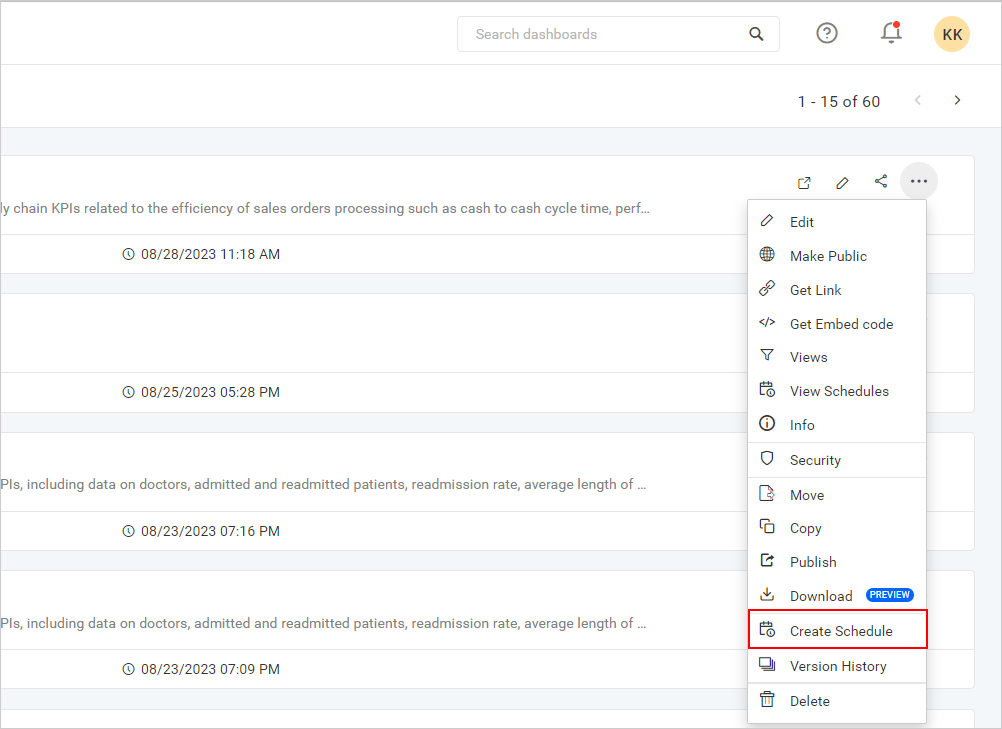 Search dashboards
KK
1 - 15 of 60
ly chain KPIs related to the efficiency of sales orders processing such as cash to cash cycle time, perf...
08/28/2023 11:18 AM
08/25/2023 05:28 PM
PIs, including data on doctors, admitted and readmitted patients, readmission rate, average length of ...
08/23/2023 07:16 PM
PIs, including data on doctors, admitted and readmitted patients, readmission rate, average length of ...
08/23/2023 07:09 PM
Edit
Make Public
Get Link
Get Embed code
Views
View Schedules
Info
Security
Move
Copy
Publish
Download PREVIEW
Create Schedule
Version History
Delete